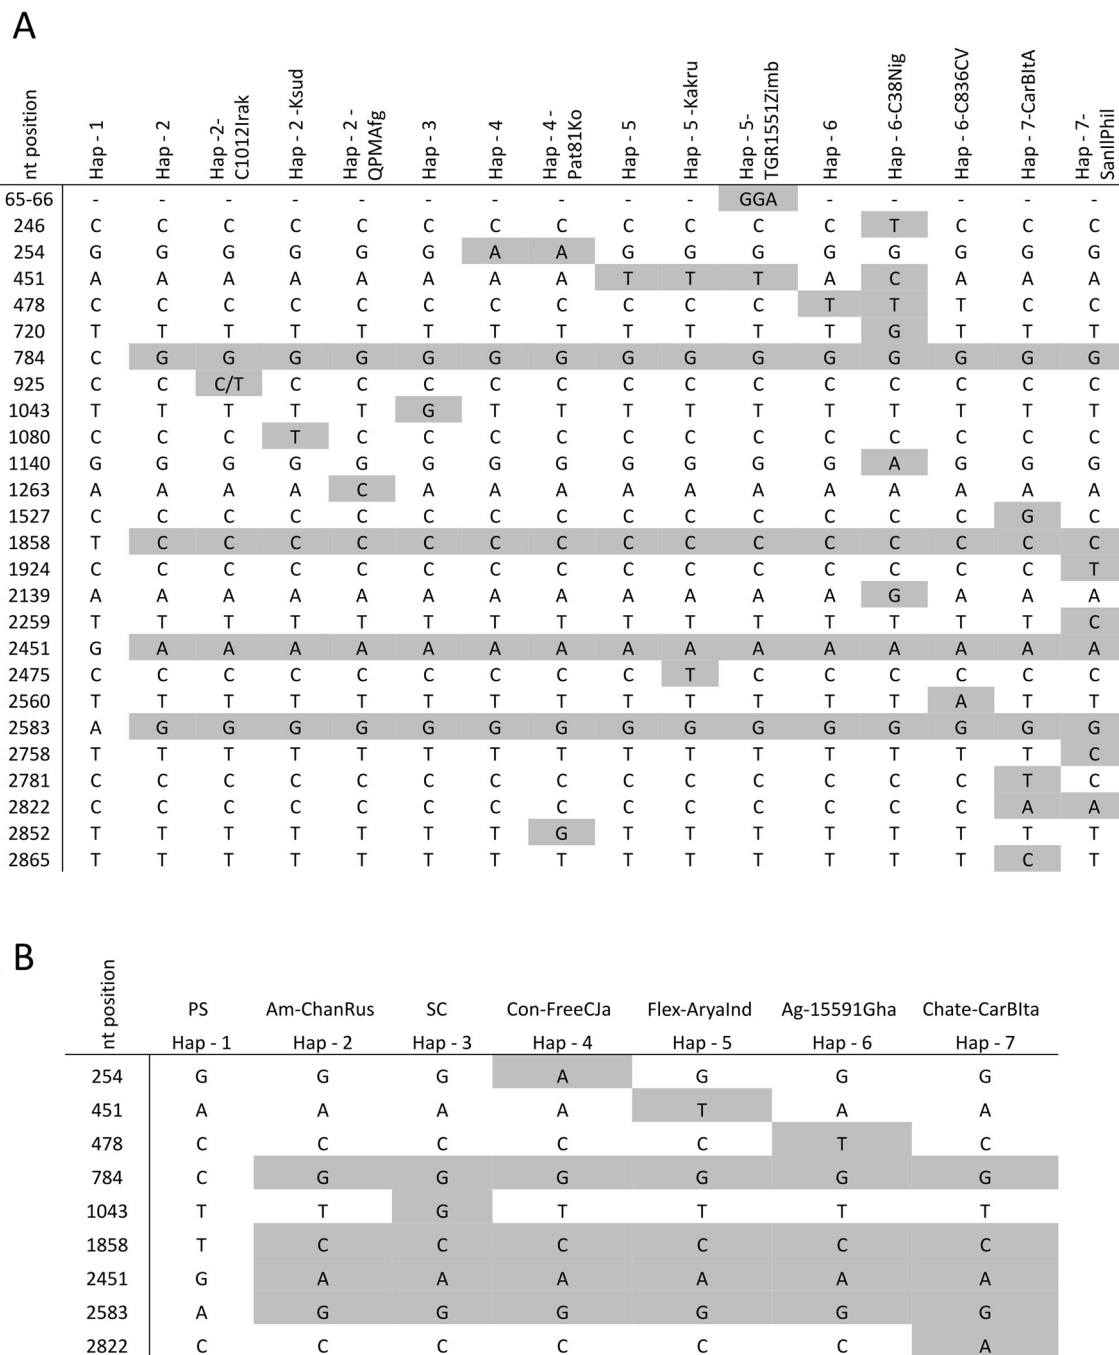 A
nt position Hap - 1 Hap - 2 Hap -2- C1012Irak Hap - 2 -Ksud Hap - 2 - QPMAfg Hap - 3 Hap - 4 Hap - 4 - Pat81Ko Hap - 5 Hap - 5 -Kakru Hap - 5- TGR1551Zimb Hap - 6 Hap - 6-C38Nig Hap - 6-C836CV Hap - 7-CarBItA Hap - 7- SanIlPhil
65-66 - - - - - - - - - - GGA - - - - -
246 C C C C C C C C C C C C T C C C
254 G G G G G G A A G G G G G G G G
451 A A A A A A A A T T T A C A A A
478 C C C C C C C C C C C T T T C C
720 T T T T T T T T T T T T G T T T
784 C G G G G G G G G G G G G G G G
925 C C C/T C C C C C C C C C C C C C
1043 T T T T T G T T T T T T T T T T
1080 C C C T C C C C C C C C C C C C
1140 G G G G G G G G G G G G A G G G
1263 A A A A C A A A A A A A A A A A
1527 C C C C C C C C C C C C C C G C
1858 T C C C C C C C C C C C C C C C
1924 C C C C C C C C C C C C C C C T
2139 A A A A A A A A A A A A G A A A
2259 T T T T T T T T T T T T T T T C
2451 G A A A A A A A A A A A A A A A
2475 C C C C C C C C C T C C C C C C
2560 T T T T T T T T T T T T T A T T
2583 A G G G G G G G G G G G G G G G
2758 T T T T T T T T T T T T T T T C
2781 C C C C C C C C C C C C C C T C
2822 C C C C C C C C C C C C C C A A
2852 T T T T T T T G T T T T T T T T
2865 T T T T T T T T T T T T T T C T
B
nt position PS Am-ChanRus SC Con-FreeCJa Flex-AryaInd Ag-15591Gha Chate-CarBIta
Hap - 1 Hap - 2 Hap - 3 Hap - 4 Hap - 5 Hap - 6 Hap - 7
254 G G G A G G G
451 A A A A T A A
478 C C C C C T C
784 C G G G G G G
1043 T T G T T T T
1858 T C C C C C C
2451 G A A A A A A
2583 A G G G G G G
2822 C C C C C C A